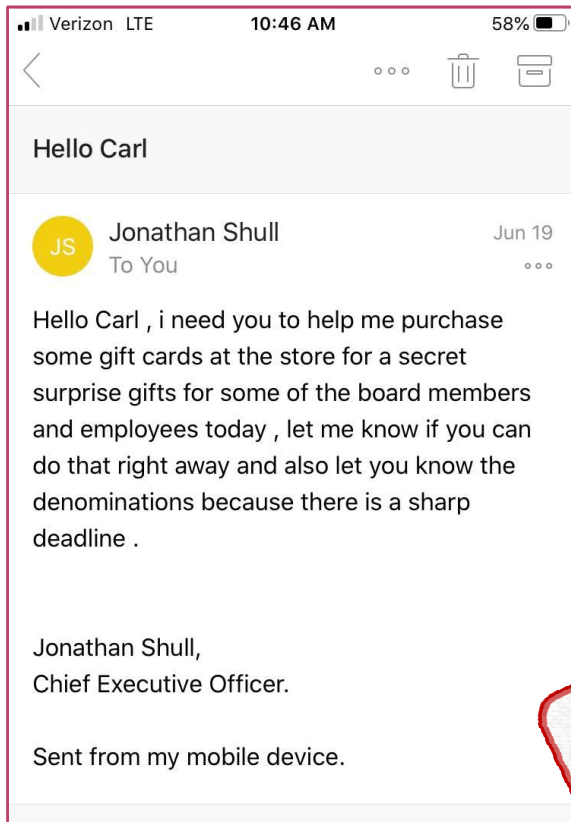 Verizon LTE 10:46 AM 58%
Hello Carl
JS Jonathan Shull Jun 19
To You
Hello Carl , i need you to help me purchase
some gift cards at the store for a secret
surprise gifts for some of the board members
and employees today , let me know if you can
do that right away and also let you know the
denominations because there is a sharp
deadline .
Jonathan Shull,
Chief Executive Officer.
Sent from my mobile device.